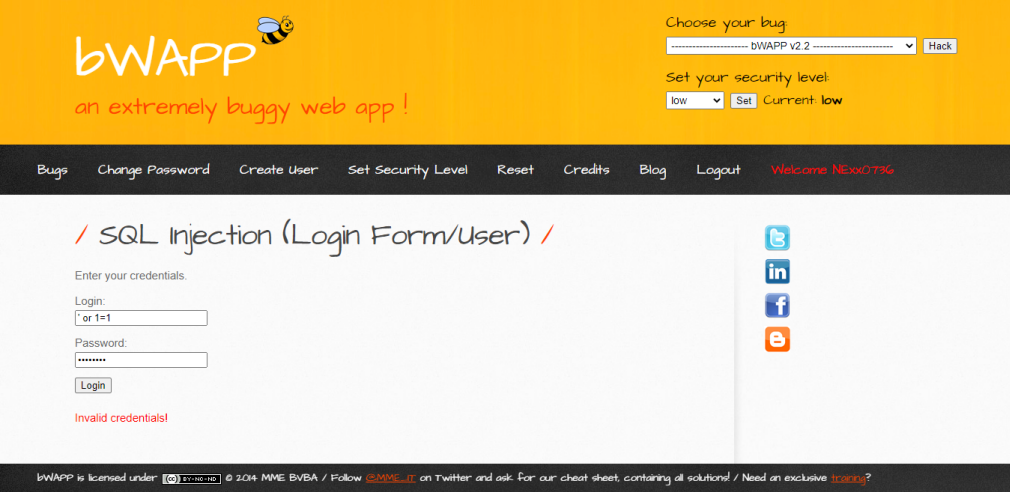 bWAPP
an extremely buggy web app !
Choose your bug:
---------------------- bWAPP v2.2 ----------------------- Hack
Set your security level:
low Set Current: low
Bugs Change Password Create User Set Security Level Reset Credits Blog Logout Welcome NExx0736
/ SQL Injection (Login Form/User) /
Enter your credentials.
Login:
' or 1=1
Password:
••••••••
Login
Invalid credentials!
bWAPP is licensed under (cc) BY-NC-ND © 2014 MME BVBA / Follow @MME_IT on Twitter and ask for our cheat sheet, containing all solutions! / Need an exclusive training?